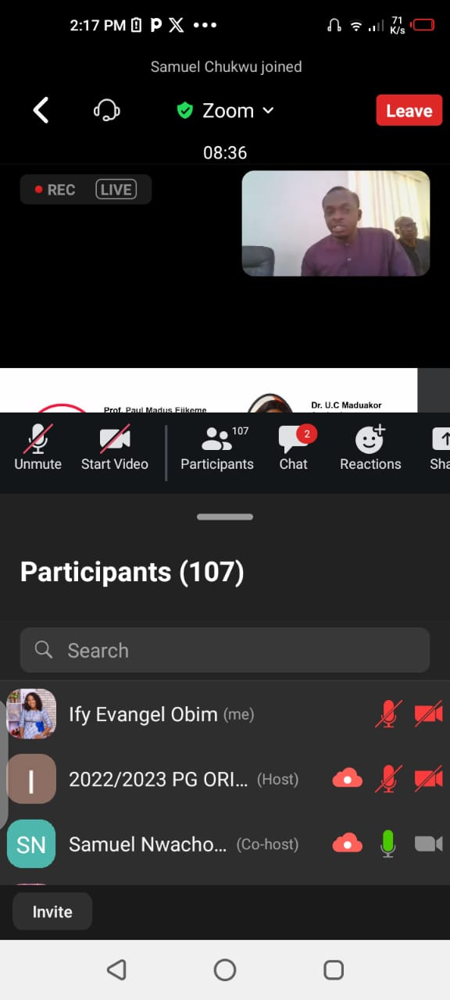 2:17 PM
71
K/s
Samuel Chukwu joined
Zoom
Leave
08:36
REC LIVE
Prof. Paul Madus Ejikeme
Dr. U.C Maduakor
107
2
Unmute
Start Video
Participants
Chat
Reactions
Sha
Participants (107)
Search
Ify Evangel Obim (me)
I
2022/2023 PG ORI... (Host)
SN
Samuel Nwacho... (Co-host)
Invite